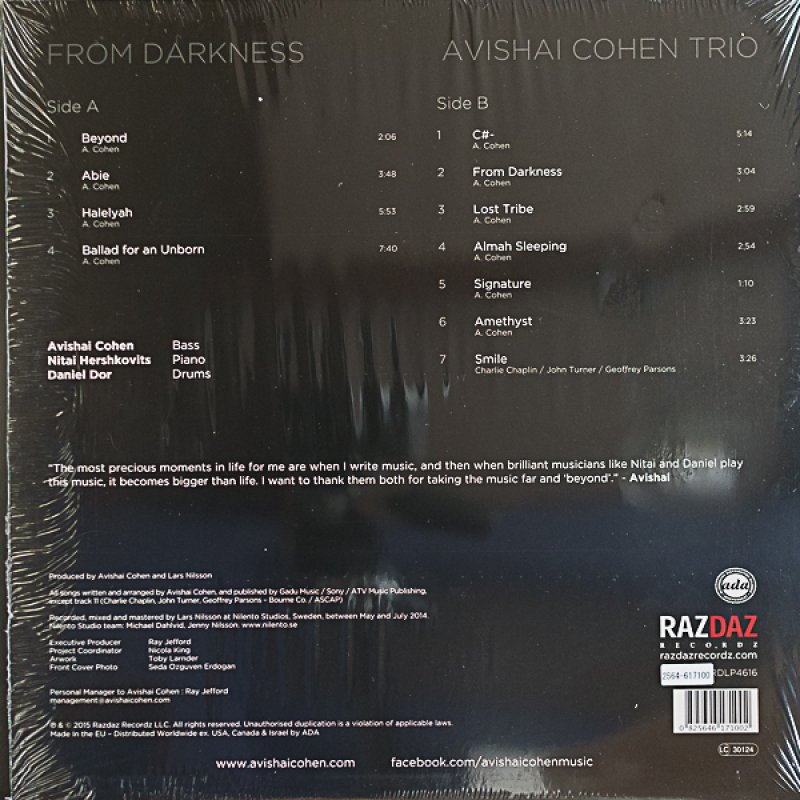 FROM DARKNESS
AVISHAI COHEN TRIO
Side A
1 Beyond 2:06
A. Cohen
2 Abie 3:48
A. Cohen
3 Halelyah 5:53
A. Cohen
4 Ballad for an Unborn 7:40
A. Cohen
Side B
1 C#- 5:14
A. Cohen
2 From Darkness 3:04
A. Cohen
3 Lost Tribe 2:59
A. Cohen
4 Almah Sleeping 2:54
A. Cohen
5 Signature 1:10
A. Cohen
6 Amethyst 3:23
A. Cohen
7 Smile 3:26
Charlie Chaplin / John Turner / Geoffrey Parsons
Avishai Cohen Bass
Nitai Hershkovits Piano
Daniel Dor Drums
"The most precious moments in life for me are when I write music, and then when brilliant musicians like Nitai and Daniel play
this music, it becomes bigger than life. I want to thank them both for taking the music far and 'beyond'." - Avishai
Produced by Avishai Cohen and Lars Nilsson
All songs written and arranged by Avishai Cohen, and published by Gadu Music / Sony / ATV Music Publishing,
except track 11 (Charlie Chaplin, John Turner, Geoffrey Parsons - Bourne Co. / ASCAP)
Recorded, mixed and mastered by Lars Nilsson at Nilento Studios, Sweden, between May and July 2014.
Nilento Studio team: Michael Dahlvid, Jenny Nilsson. www.nilento.se
Executive Producer Ray Jefford
Project Coordinator Nicola King
Arwork Toby Larnder
Front Cover Photo Seda Ozguven Erdogan
Personal Manager to Avishai Cohen : Ray Jefford
management@avishaicohen.com
℗ & © 2015 Razdaz Recordz LLC. All rights reserved. Unauthorised duplication is a violation of applicable laws.
Made in the EU – Distributed Worldwide ex. USA, Canada & Israel by ADA
www.avishaicohen.com facebook.com/avishaicohenmusic
ada
RAZDAZ
RECORDZ
razdazrecordz.com
2564-617100 RDLP4616
0 825646 171002
LC 30124